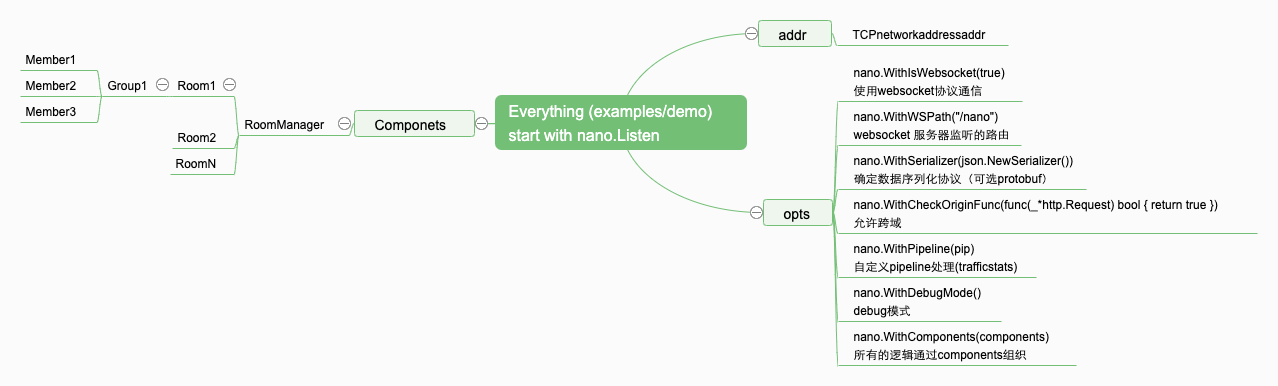 Everything (examples/demo)
start with nano.Listen
addr
TCPnetworkaddressaddr
opts
nano.WithIsWebsocket(true)
使用websocket协议通信
nano.WithWSPath("/nano")
websocket 服务器监听的路由
nano.WithSerializer(json.NewSerializer())
确定数据序列化协议（可选protobuf）
nano.WithCheckOriginFunc(func(_*http.Request) bool { return true })
允许跨域
nano.WithPipeline(pip)
自定义pipeline处理(trafficstats)
nano.WithDebugMode()
debug模式
nano.WithComponents(components)
所有的逻辑通过components组织
Componets
RoomManager
Room1
Group1
Member1
Member2
Member3
Room2
RoomN